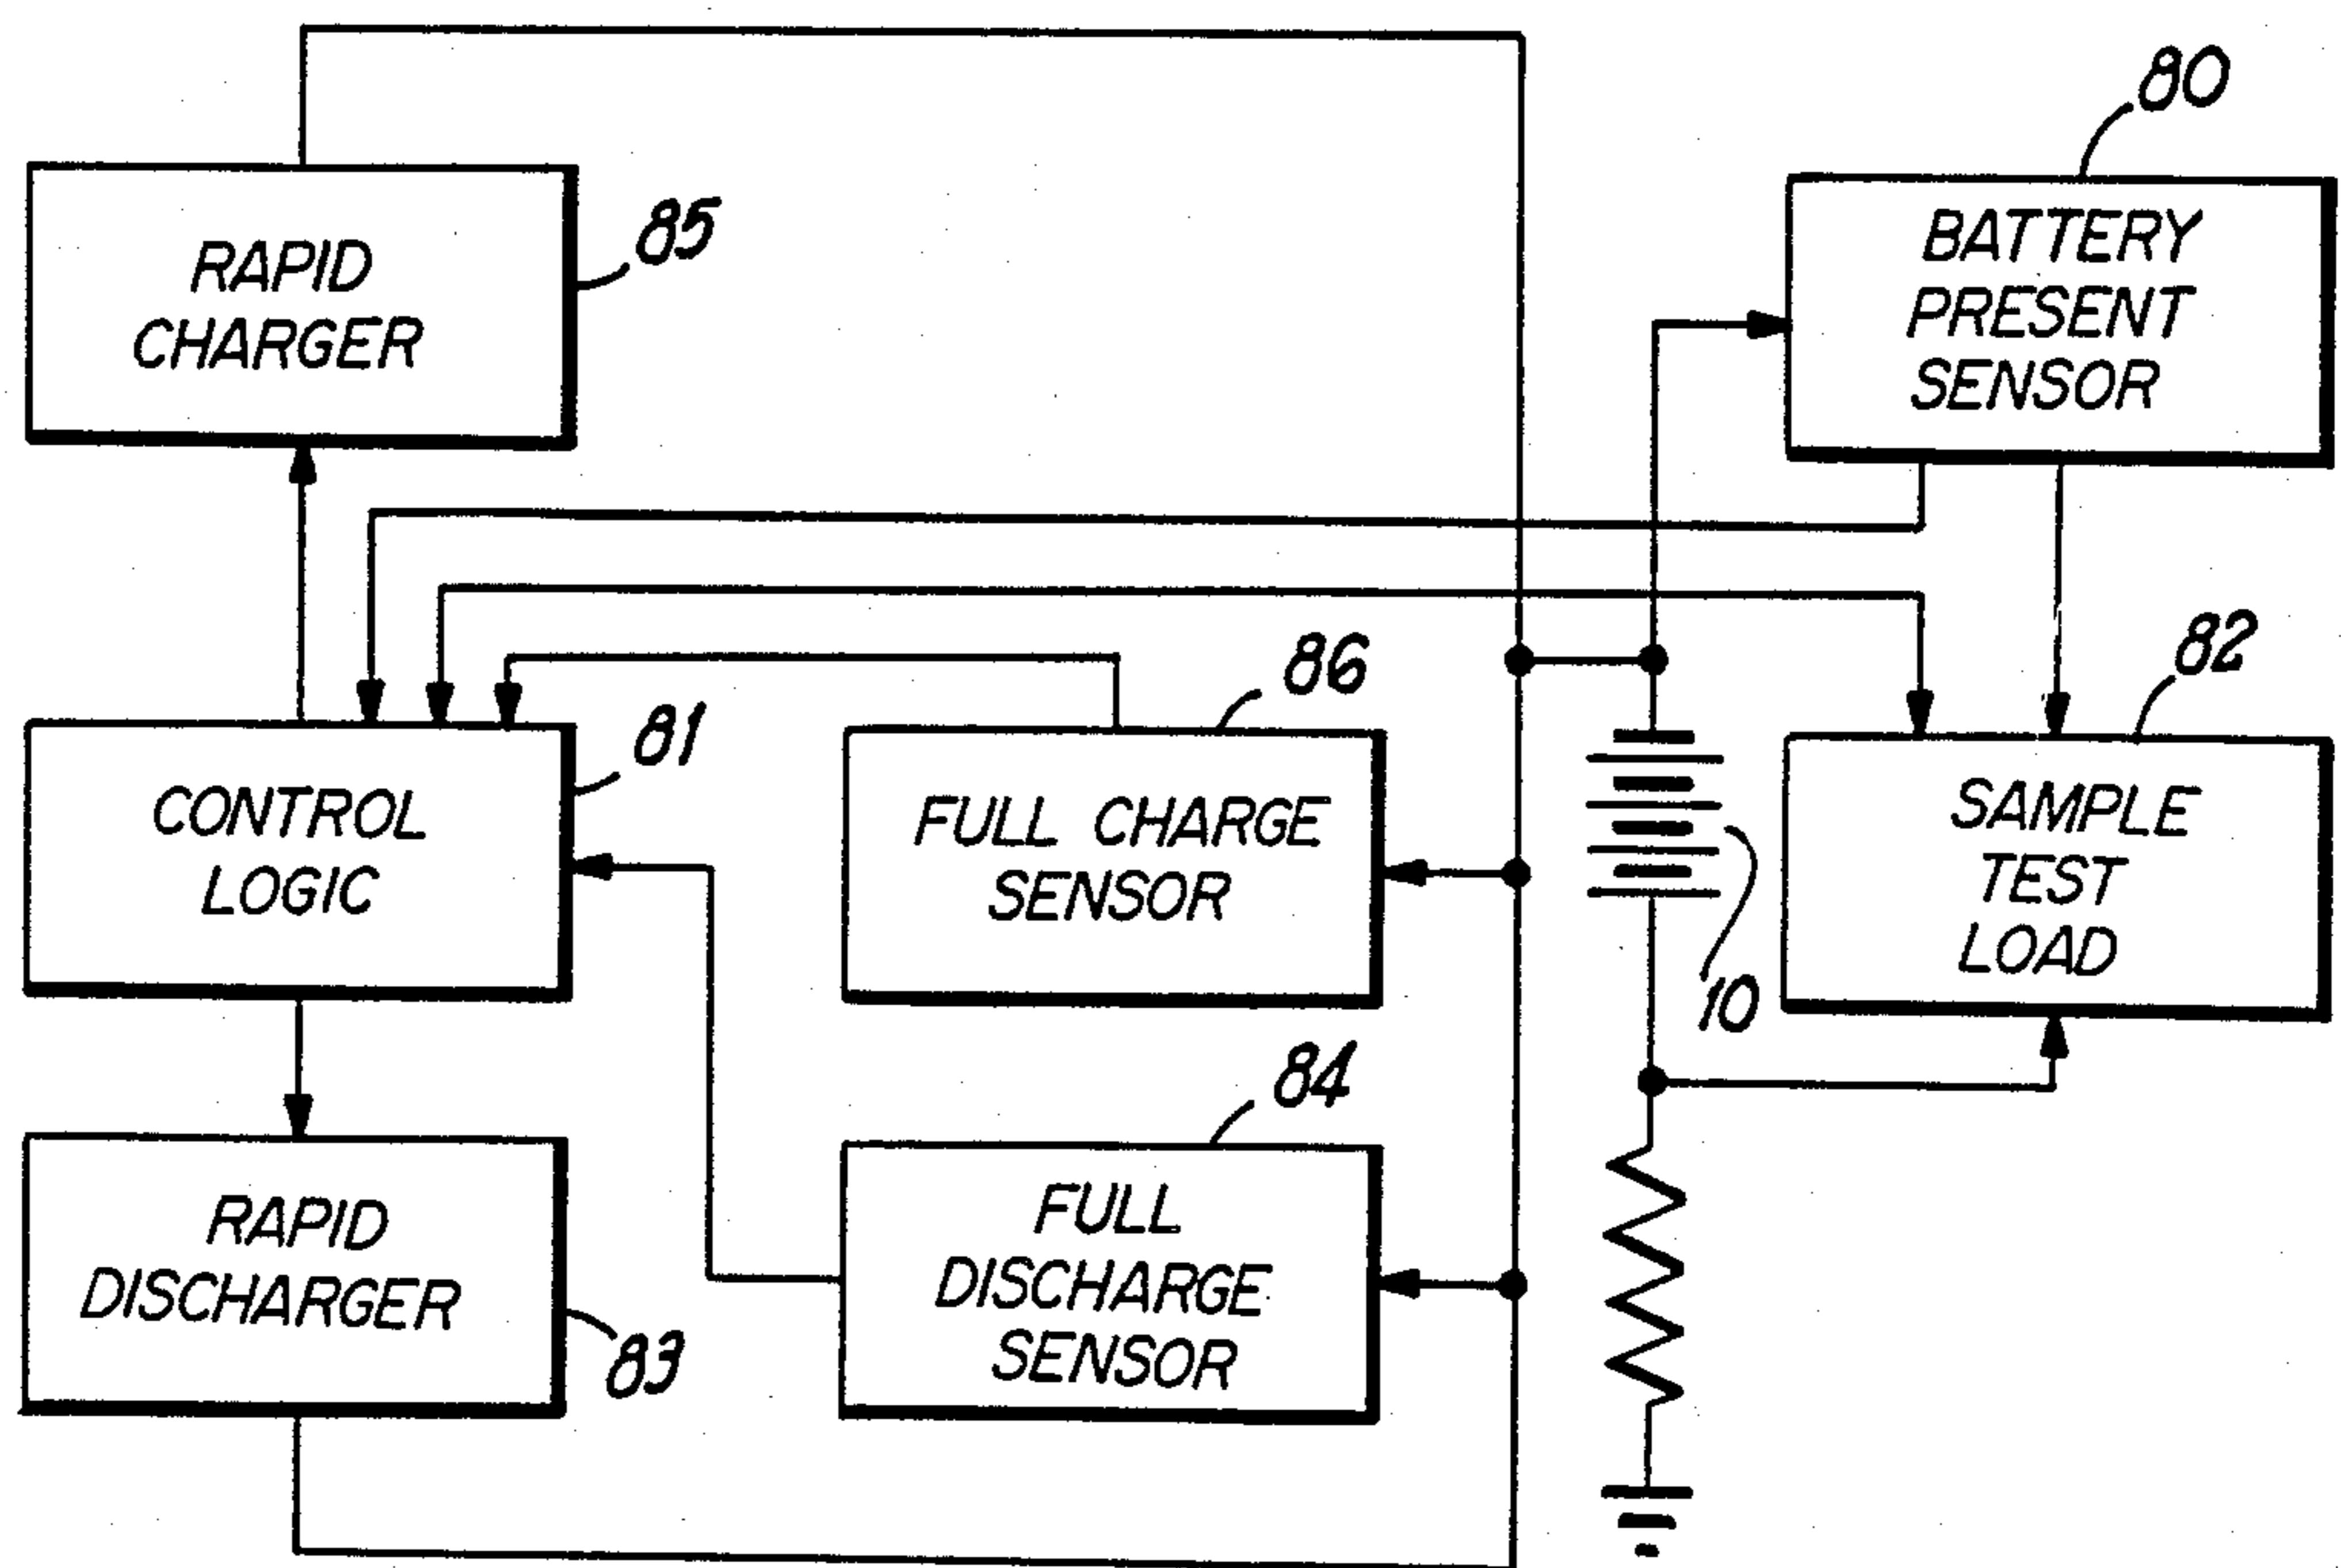 80
RAPID
CHARGER
85
BATTERY
PRESENT
SENSOR
82
86
81
CONTROL
LOGIC
FULL CHARGE
SENSOR
10
SAMPLE
TEST
LOAD
84
RAPID
DISCHARGER
83
FULL
DISCHARGE
SENSOR